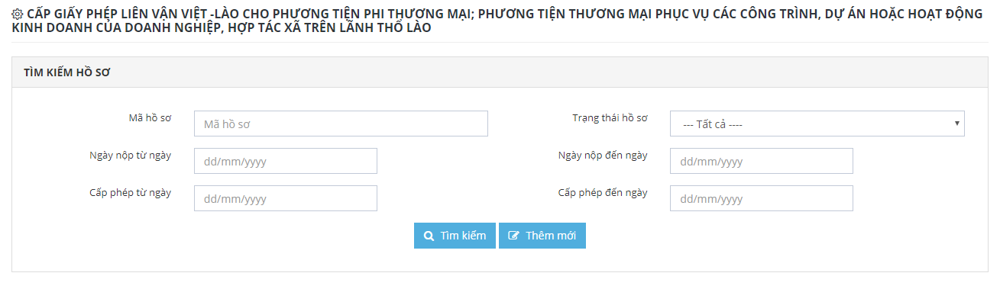 CẤP GIẤY PHÉP LIÊN VẬN VIỆT -LÀO CHO PHƯƠNG TIỆN PHI THƯƠNG MẠI; PHƯƠNG TIỆN THƯƠNG MẠI PHỤC VỤ CÁC CÔNG TRÌNH, DỰ ÁN HOẶC HOẠT ĐỘNG
KINH DOANH CỦA DOANH NGHIỆP, HỢP TÁC XÃ TRÊN LÃNH THỔ LÀO
TÌM KIẾM HỒ SƠ
Mã hồ sơ Mã hồ sơ Trạng thái hồ sơ --- Tất cả ----
Ngày nộp từ ngày dd/mm/yyyy Ngày nộp đến ngày dd/mm/yyyy
Cấp phép từ ngày dd/mm/yyyy Cấp phép đến ngày dd/mm/yyyy
Tìm kiếm Thêm mới